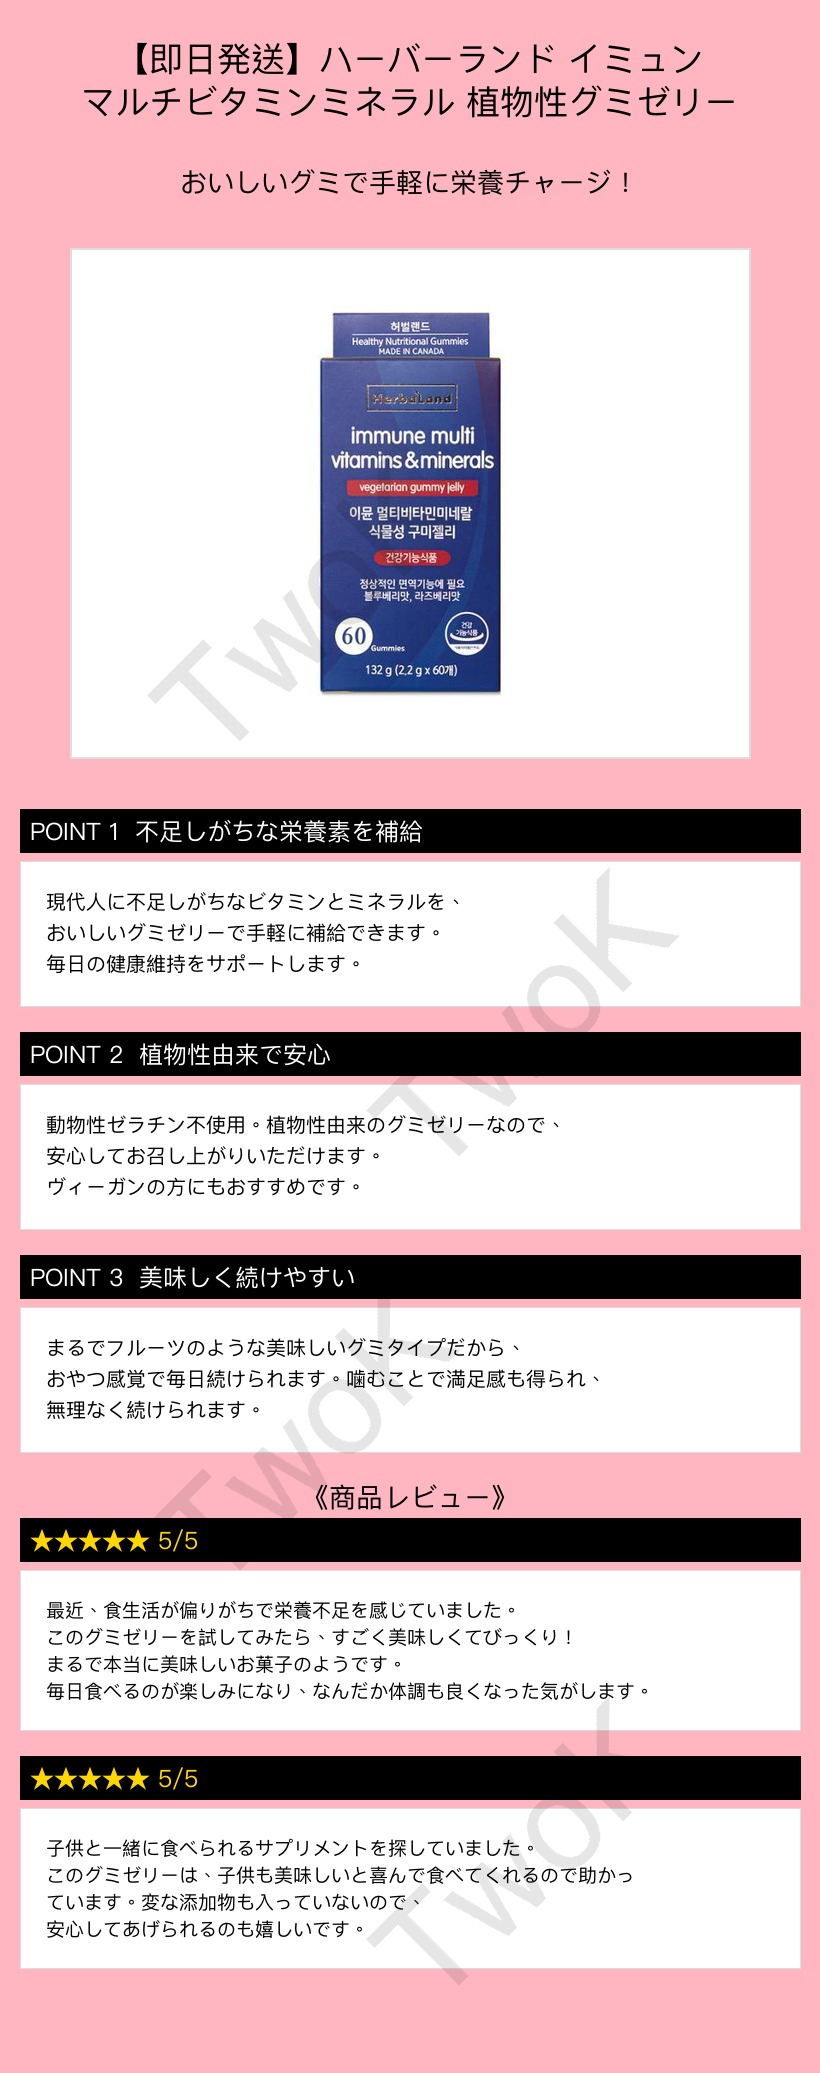 【即日発送】ハーバーランド イミュン
マルチビタミンミネラル 植物性グミゼリー
おいしいグミで手軽に栄養チャージ！
허벌랜드
Healthy Nutritional Gummies
MADE IN CANADA
HerbaLand
immune multi
vitamins & minerals
vegetarian gummy jelly
이뮨 멀티비타민미네랄
식물성 구미젤리
건강기능식품
정상적인 면역기능에 필요
블루베리맛, 라즈베리맛
60 Gummies
건강
기능식품
132 g (2.2 g x 60개)
TwoK
POINT 1 不足しがちな栄養素を補給
現代人に不足しがちなビタミンとミネラルを、
おいしいグミゼリーで手軽に補給できます。
毎日の健康維持をサポートします。
TwoK
POINT 2 植物性由来で安心
動物性ゼラチン不使用。植物性由来のグミゼリーなので、
安心してお召し上がりいただけます。
ヴィーガンの方にもおすすめです。
POINT 3 美味しく続けやすい
まるでフルーツのような美味しいグミタイプだから、
おやつ感覚で毎日続けられます。噛むことで満足感も得られ、
無理なく続けられます。
TwoK
《商品レビュー》
★★★★★ 5/5
最近、食生活が偏りがちで栄養不足を感じていました。
このグミゼリーを試してみたら、すごく美味しくてびっくり！
まるで本当に美味しいお菓子のようです。
毎日食べるのが楽しみになり、なんだか体調も良くなった気がします。
★★★★★ 5/5
子供と一緒に食べられるサプリメントを探していました。
このグミゼリーは、子供も美味しいと喜んで食べてくれるので助かっ
ています。変な添加物も入っていないので、
安心してあげられるのも嬉しいです。
TwoK